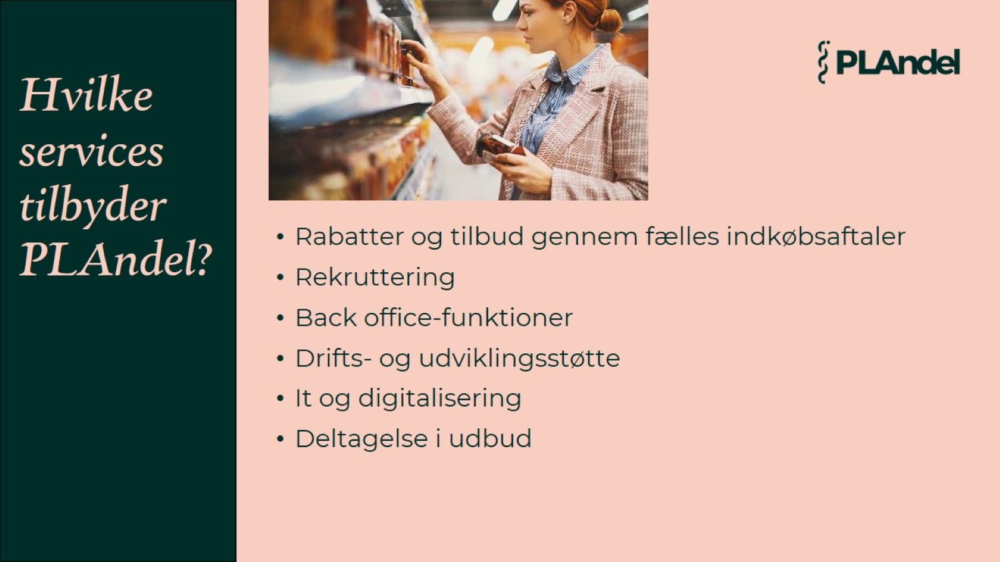 Hvilke
services
tilbyder
PLAndel?
PLAndel
• Rabatter og tilbud gennem fælles indkøbsaftaler
• Rekruttering
• Back office-funktioner
• Drifts- og udviklingsstøtte
• It og digitalisering
• Deltagelse i udbud